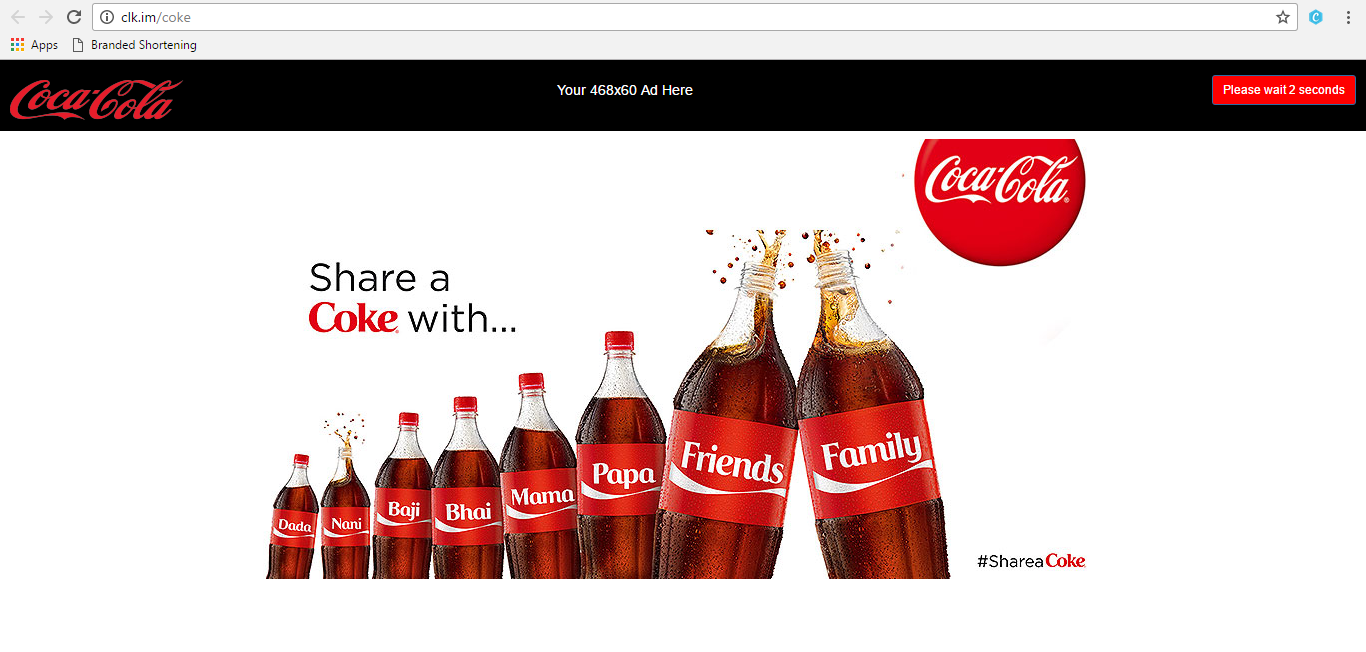 clk.im/coke
Apps
Branded Shortening
Coca-Cola
Your 468x60 Ad Here
Please wait 2 seconds
Coca-Cola®
Share a
Coke with...
Dada
Nani
Baji
Bhai
Mama
Papa
Friends
Family
#ShareaCoke